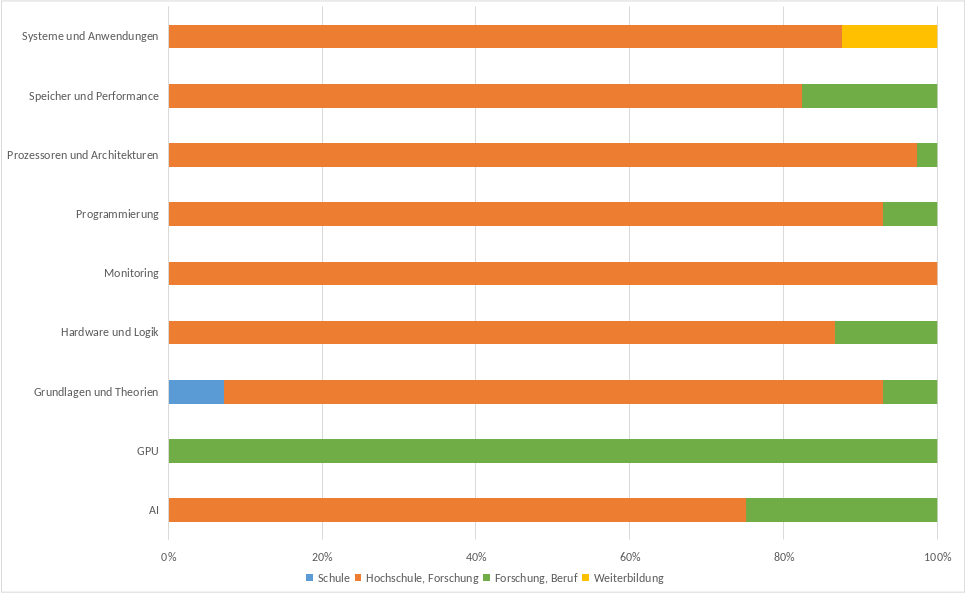 Systeme und Anwendungen
Speicher und Performance
Prozessoren und Architekturen
Programmierung
Monitoring
Hardware und Logik
Grundlagen und Theorien
GPU
AI
0% 20% 40% 60% 80% 100%
Schule Hochschule, Forschung Forschung, Beruf Weiterbildung